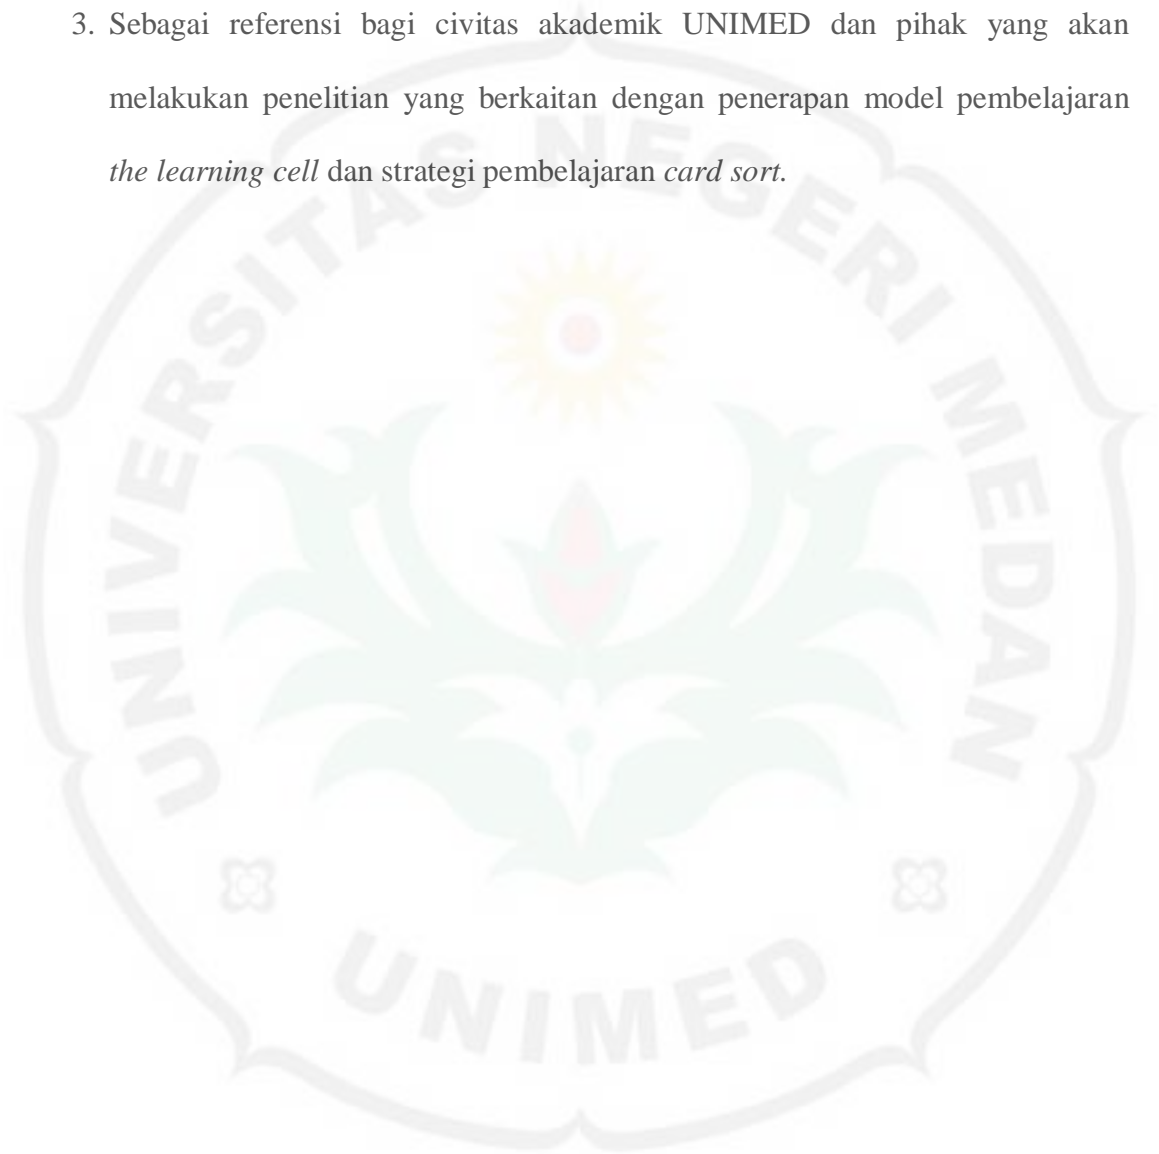 3. Sebagai referensi bagi civitas akademik UNIMED dan pihak yang akan
melakukan penelitian yang berkaitan dengan penerapan model pembelajaran
the learning cell dan strategi pembelajaran card sort.
UNIVERSITAS NEGERI MEDAN
UNIMED